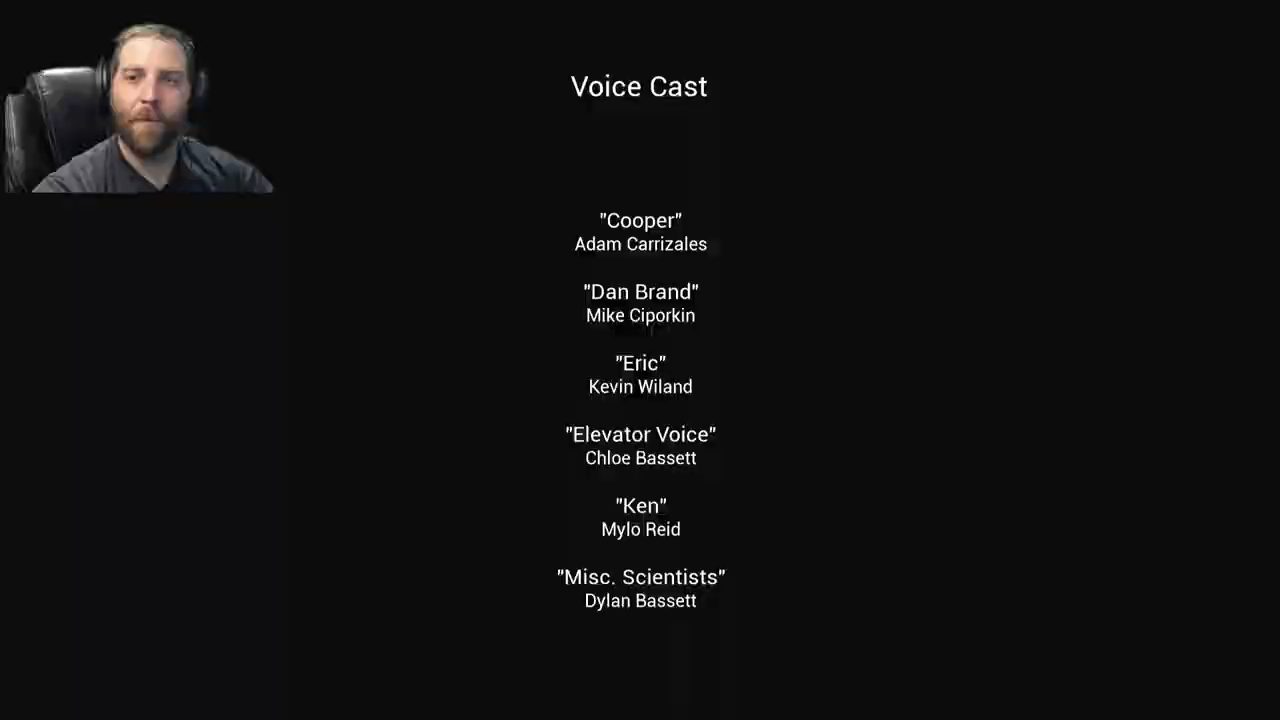 Voice Cast
"Cooper"
Adam Carrizales
"Dan Brand"
Mike Ciporkin
"Eric"
Kevin Wiland
"Elevator Voice"
Chloe Bassett
"Ken"
Mylo Reid
"Misc. Scientists"
Dylan Bassett